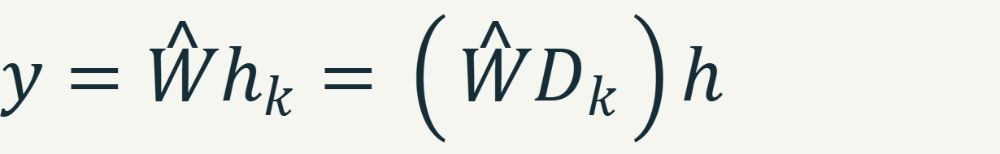 y = Ŵh_k = (ŴD_k)h